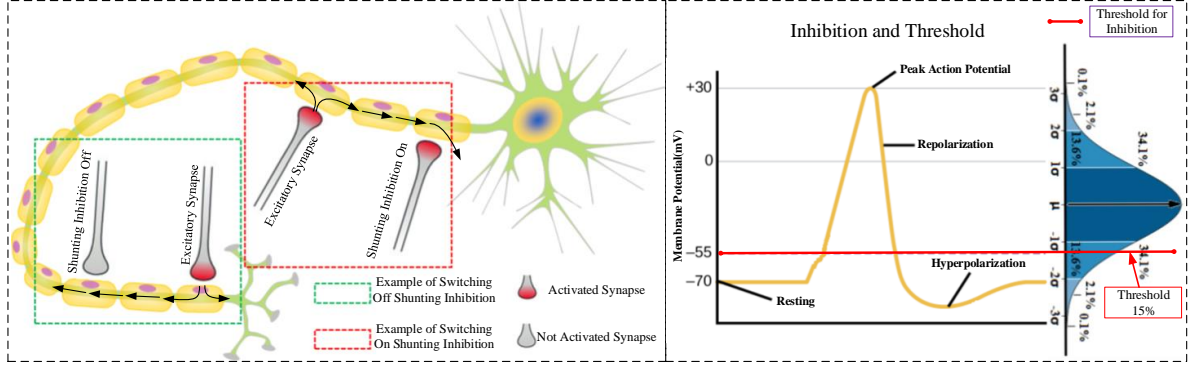 Shunting Inhibition Off
Excitatory Synapse
Excitatory Synapse
Shunting Inhibition On
Example of Switching
Off Shunting Inhibition
Activated Synapse
Example of Switching
On Shunting Inhibition
Not Activated Synapse
Inhibition and Threshold
Threshold for
Inhibition
Membrane Potential(mV)
+30
0
−55
−70
Peak Action Potential
Repolarization
Hyperpolarization
Resting
3σ
2σ
1σ
μ
-1σ
-2σ
-3σ
0.1%
2.1%
13.6%
34.1%
34.1%
13.6%
2.1%
0.1%
Threshold
15%